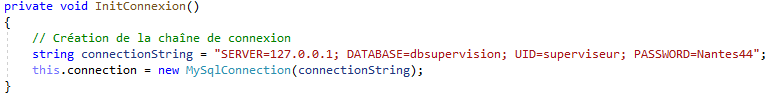 private void InitConnexion()
{
    // Création de la chaîne de connexion
    string connectionString = "SERVER=127.0.0.1; DATABASE=dbsupervision; UID=superviseur; PASSWORD=Nantes44";
    this.connection = new MySqlConnection(connectionString);
}